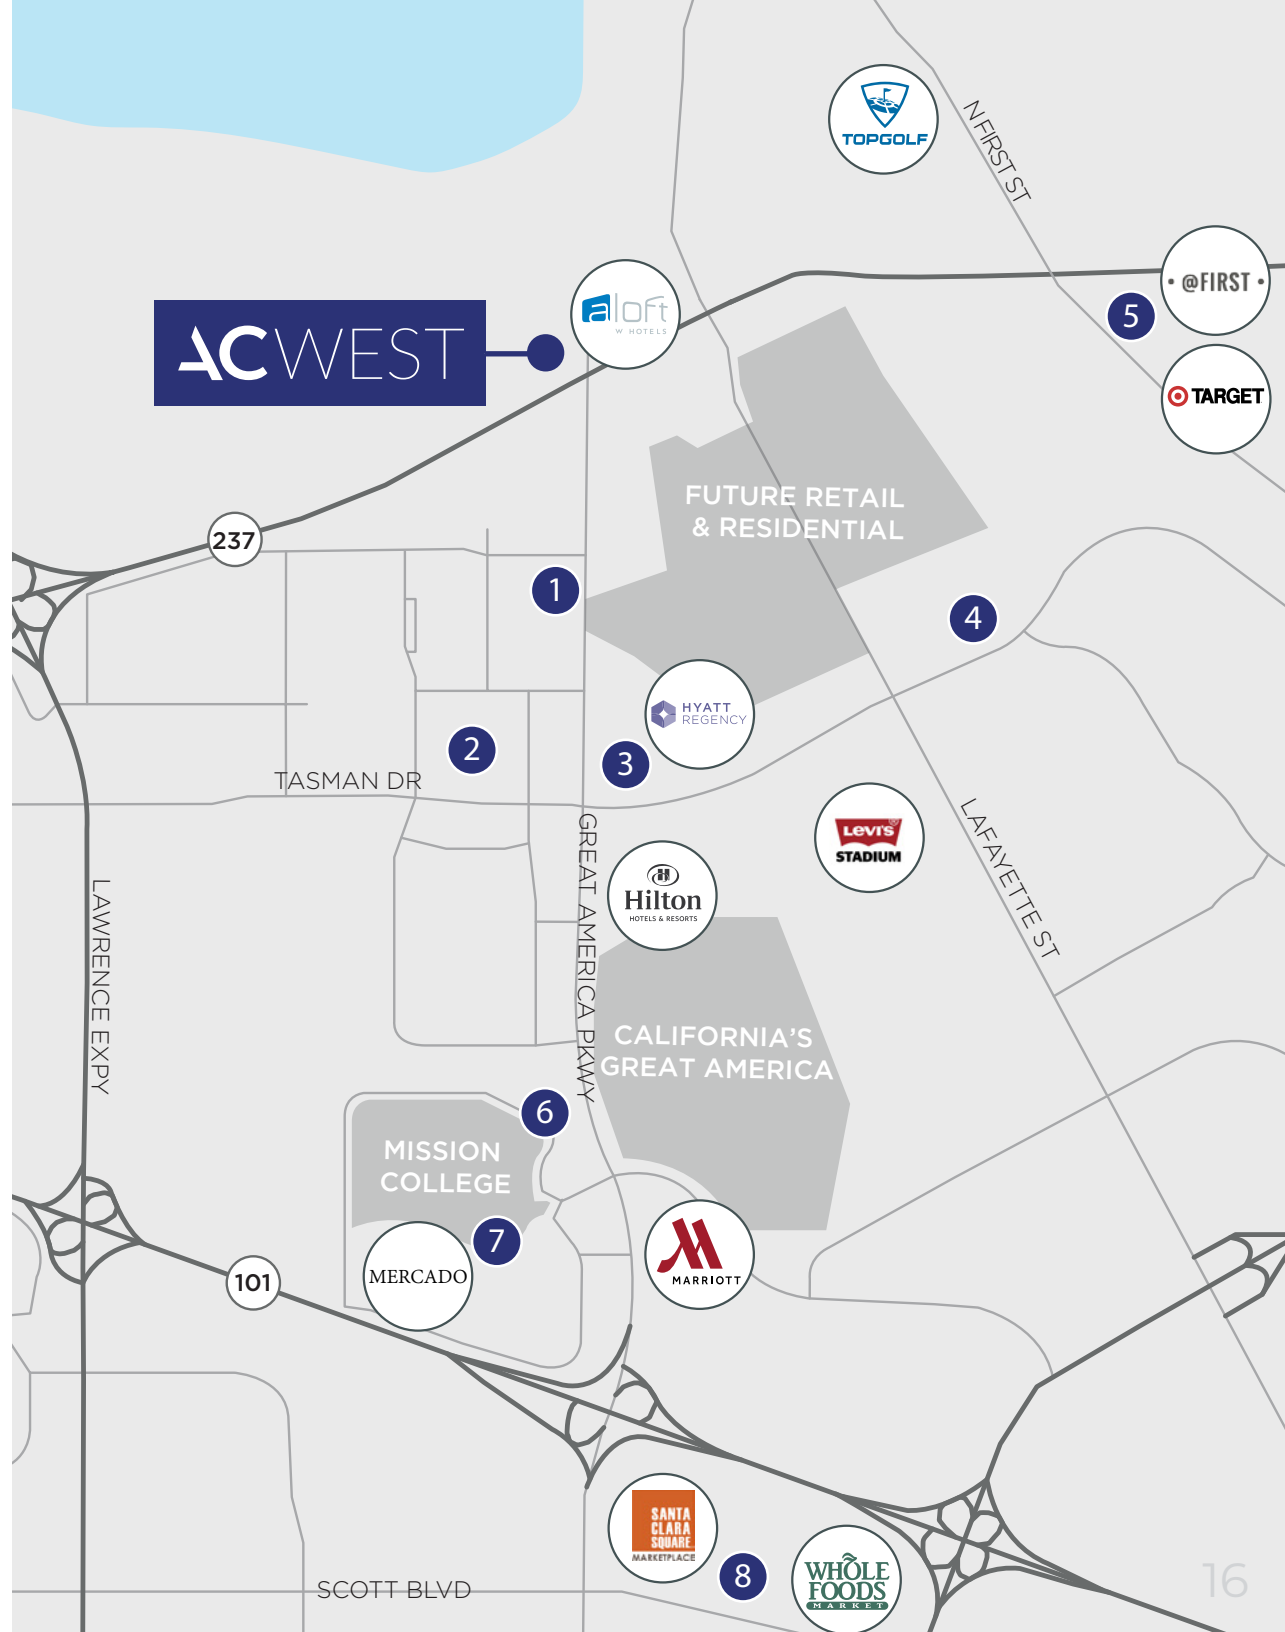 TOPGOLF
N FIRST ST
@FIRST
5
aloft
W HOTELS
ACWEST
TARGET
FUTURE RETAIL
& RESIDENTIAL
237
1
4
HYATT
REGENCY
2
3
TASMAN DR
LEVI'S
STADIUM
LAFAYETTE ST
GREAT AMERICA PKWY
Hilton
HOTELS & RESORTS
LAWRENCE EXPY
CALIFORNIA'S
GREAT AMERICA
6
MISSION
COLLEGE
7
MERCADO
101
MARRIOTT
SANTA
CLARA
SQUARE
MARKETPLACE
8
WHOLE
FOODS
MARKET
SCOTT BLVD
16